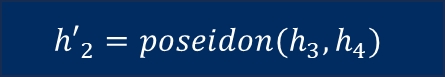 h'₂ = poseidon(h₃, h₄)